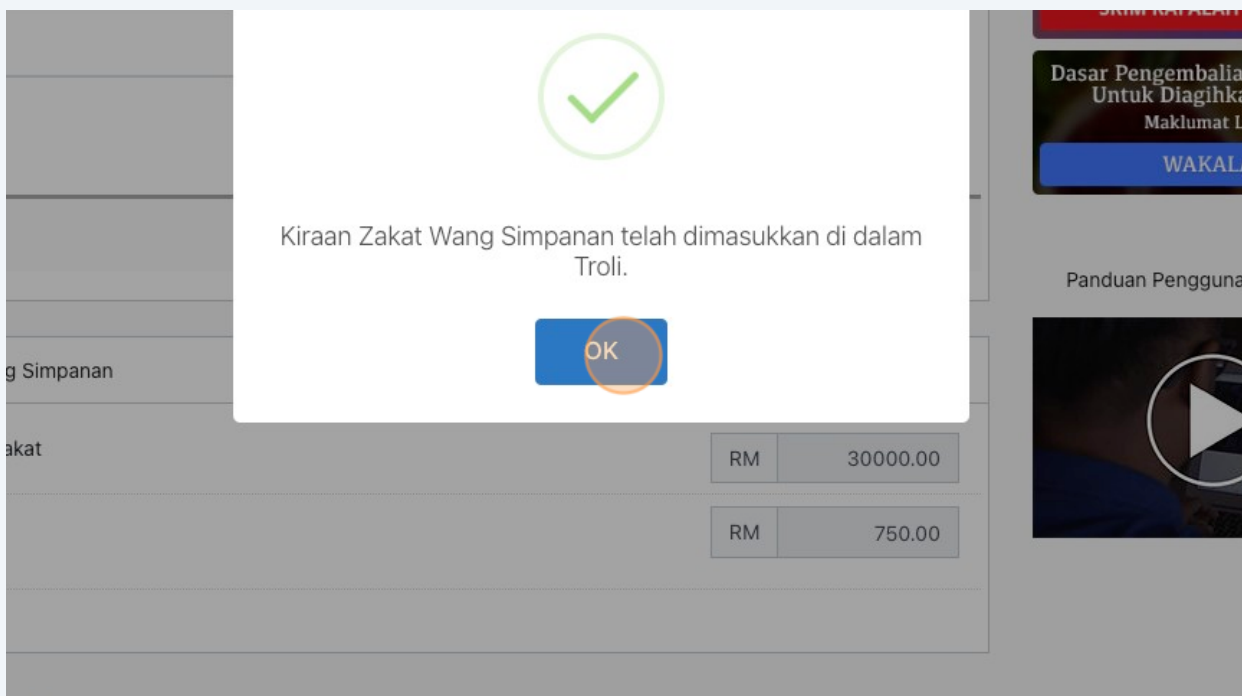 Kiraan Zakat Wang Simpanan telah dimasukkan di dalam
Troli.
OK
g Simpanan
akat
RM 30000.00
RM 750.00
Dasar Pengembalia
Untuk Diagihka
Maklumat L
WAKALA
Panduan Pengguna